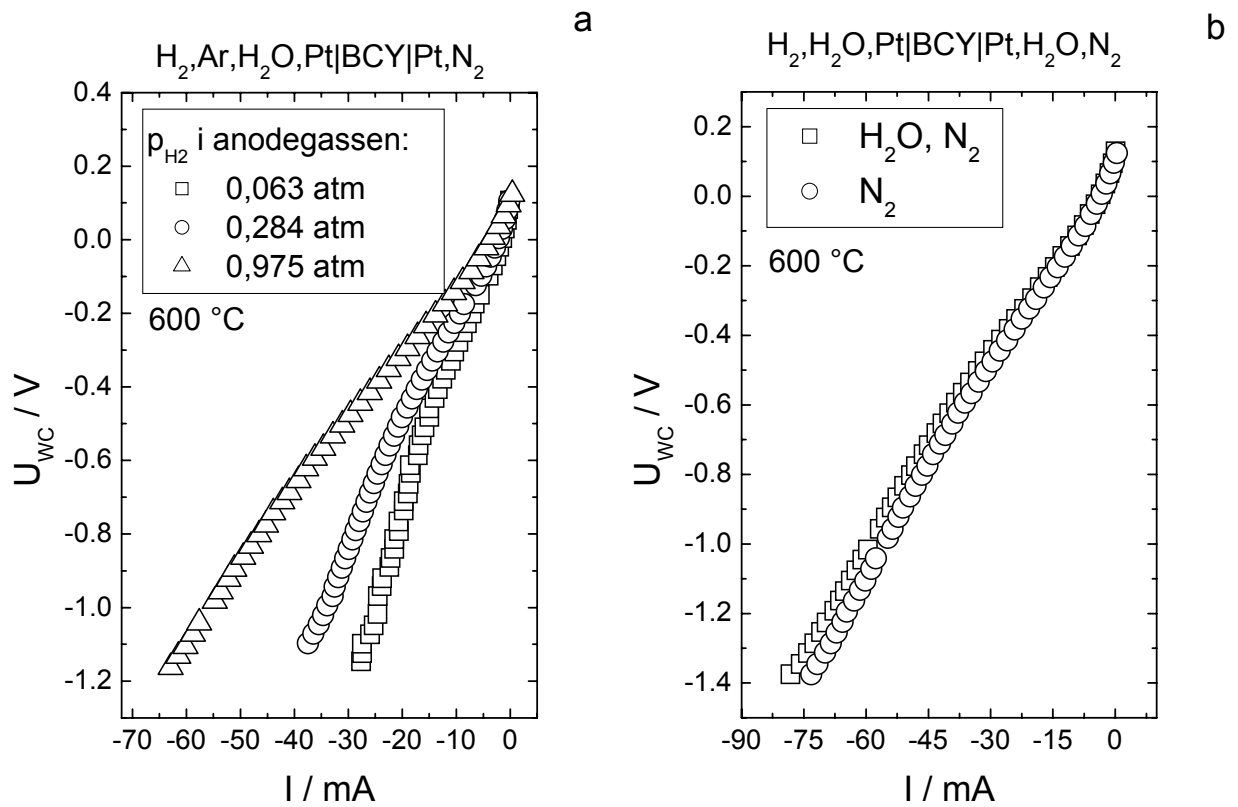 a
H₂,Ar,H₂O,Pt|BCY|Pt,N₂
0.4
0.2
0.0
-0.2
-0.4
-0.6
-0.8
-1.0
-1.2
U_WC / V
p_H2 i anodegassen:
0,063 atm
0,284 atm
0,975 atm
600 °C
-70 -60 -50 -40 -30 -20 -10 0
I / mA
b
H₂,H₂O,Pt|BCY|Pt,H₂O,N₂
0.2
0.0
-0.2
-0.4
-0.6
-0.8
-1.0
-1.2
-1.4
U_WC / V
H₂O, N₂
N₂
600 °C
-90 -75 -60 -45 -30 -15 0
I / mA